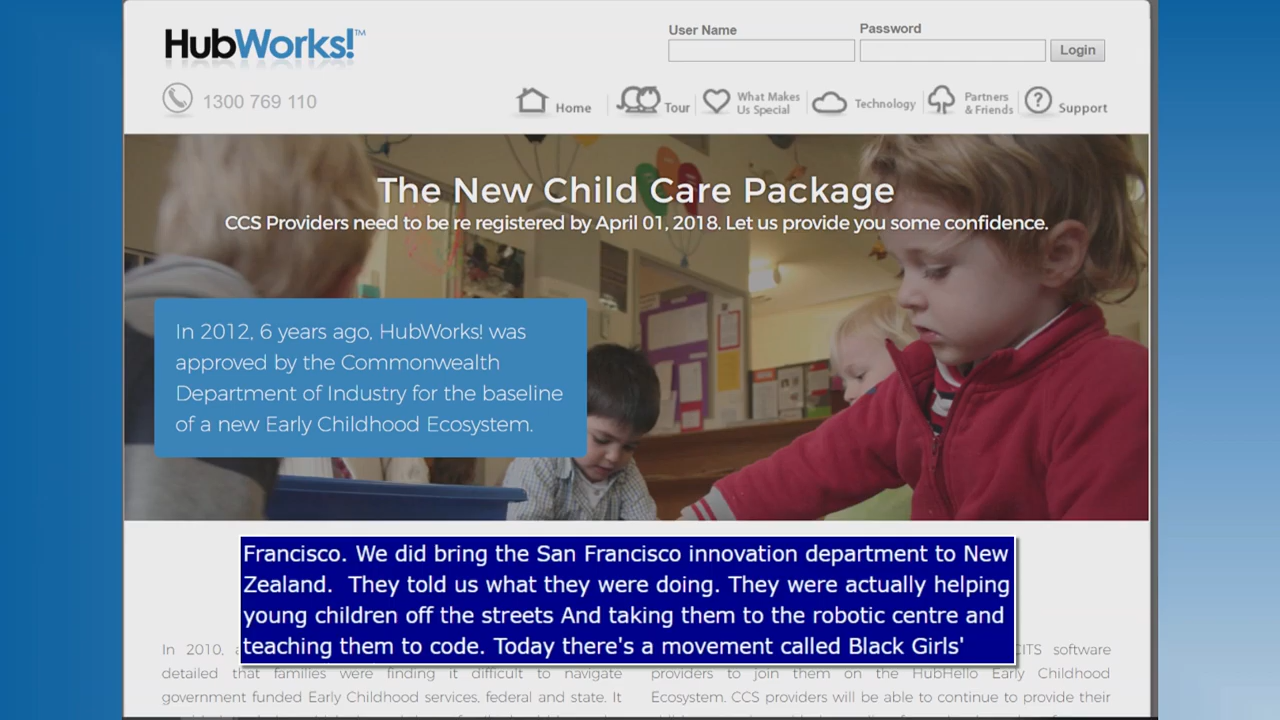 HubWorks!™
User Name
Password
Login
1300 769 110
Home
Tour
What Makes
Us Special
Technology
Partners
& Friends
Support
The New Child Care Package
CCS Providers need to be re registered by April 01, 2018. Let us provide you some confidence.
In 2012, 6 years ago, HubWorks! was
approved by the Commonwealth
Department of Industry for the baseline
of a new Early Childhood Ecosystem.
Francisco. We did bring the San Francisco innovation department to New
Zealand. They told us what they were doing. They were actually helping
young children off the streets And taking them to the robotic centre and
teaching them to code. Today there's a movement called Black Girls'
In 2010,
detailed that families were finding it difficult to navigate
government funded Early Childhood services, federal and state. It
software
providers to join them on the HubHello Early Childhood
Ecosystem. CCS providers will be able to continue to provide their